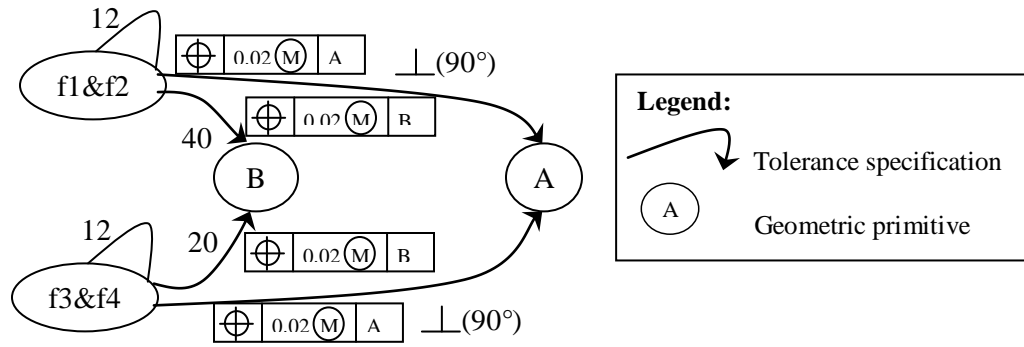 12
⌖ 0.02 Ⓜ A ⊥(90°)
f1&f2
⌖ 0.02 Ⓜ B
40
B
A
12
20
⌖ 0.02 Ⓜ B
f3&f4
⌖ 0.02 Ⓜ A ⊥(90°)
Legend:
Tolerance specification
A
Geometric primitive